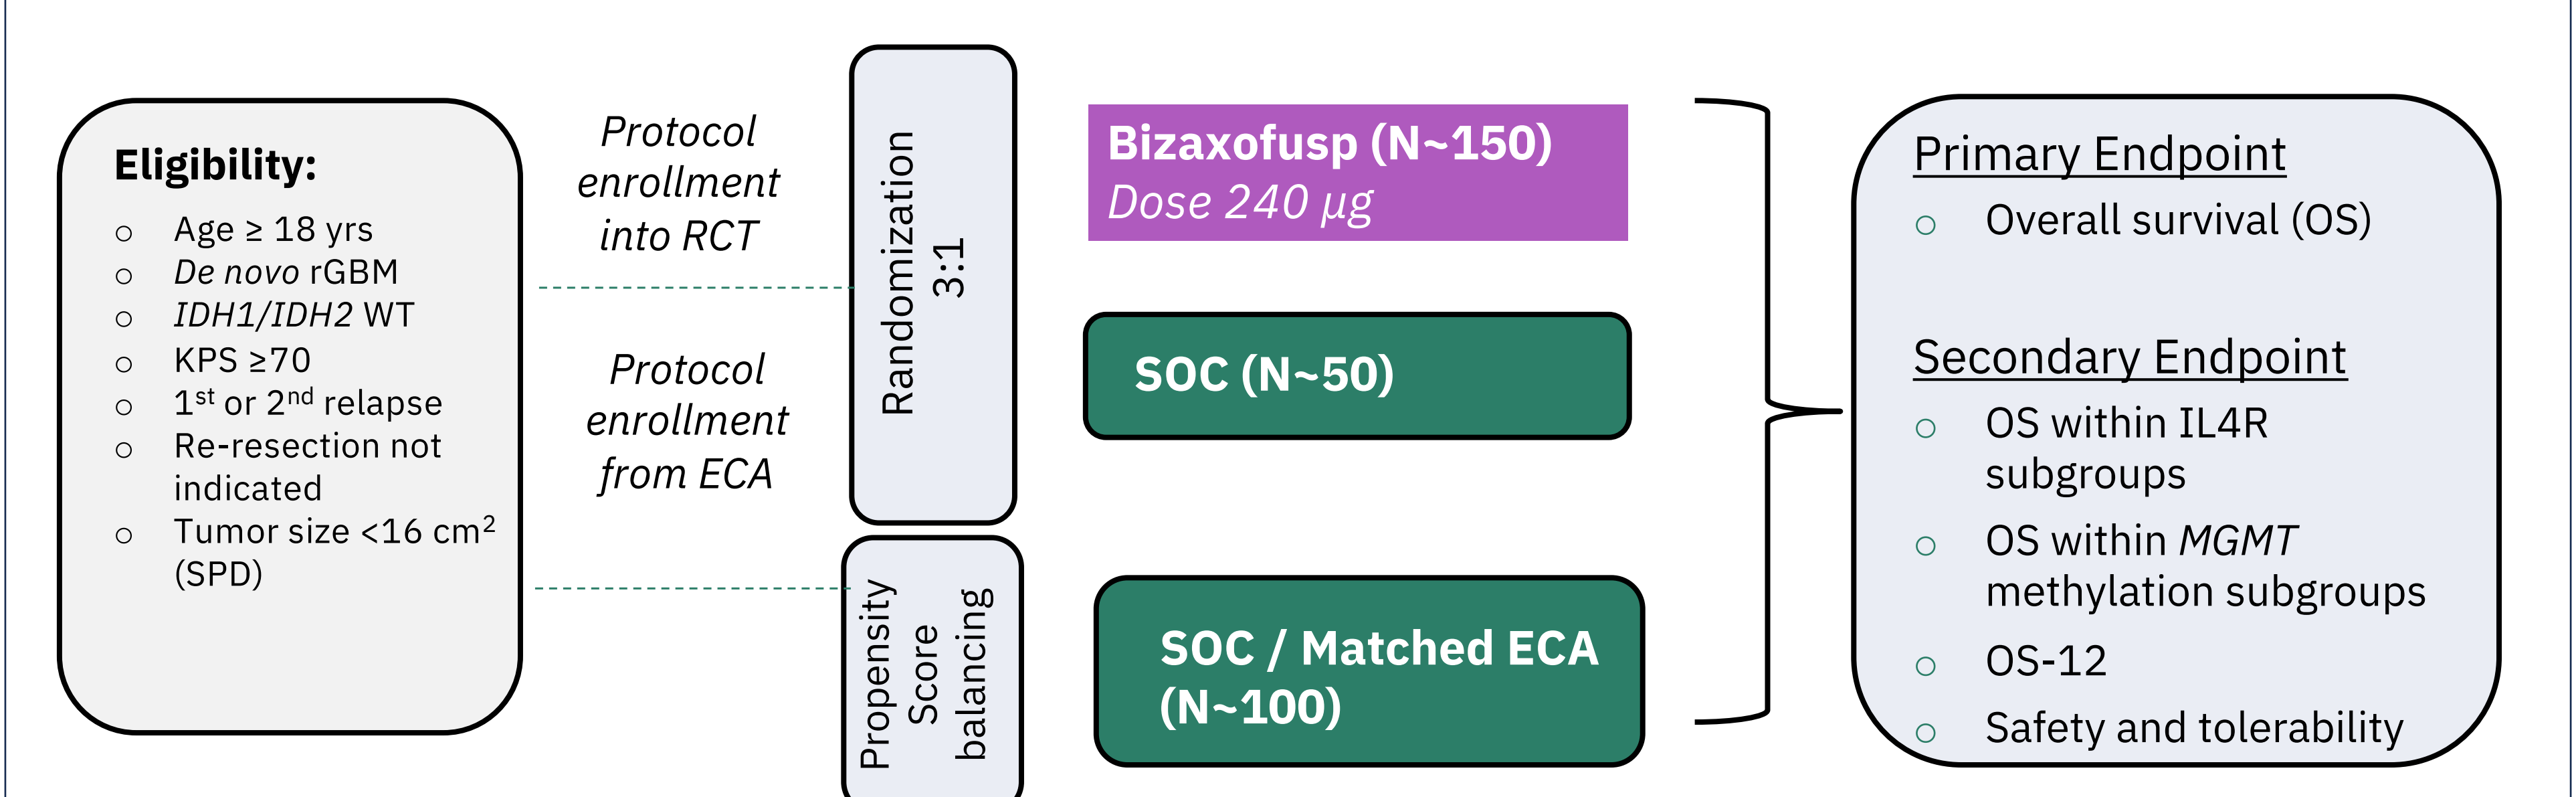 Eligibility:
○ Age ≥ 18 yrs
○ De novo rGBM
○ IDH1/IDH2 WT
○ KPS ≥70
○ 1st or 2nd relapse
○ Re-resection not
indicated
○ Tumor size <16 cm²
(SPD)
Protocol
enrollment
into RCT
Protocol
enrollment
from ECA
Randomization
3:1
Propensity
Score
balancing
Bizaxofusp (N~150)
Dose 240 µg
SOC (N~50)
SOC / Matched ECA
(N~100)
Primary Endpoint
○ Overall survival (OS)
Secondary Endpoint
○ OS within IL4R
subgroups
○ OS within MGMT
methylation subgroups
○ OS-12
○ Safety and tolerability